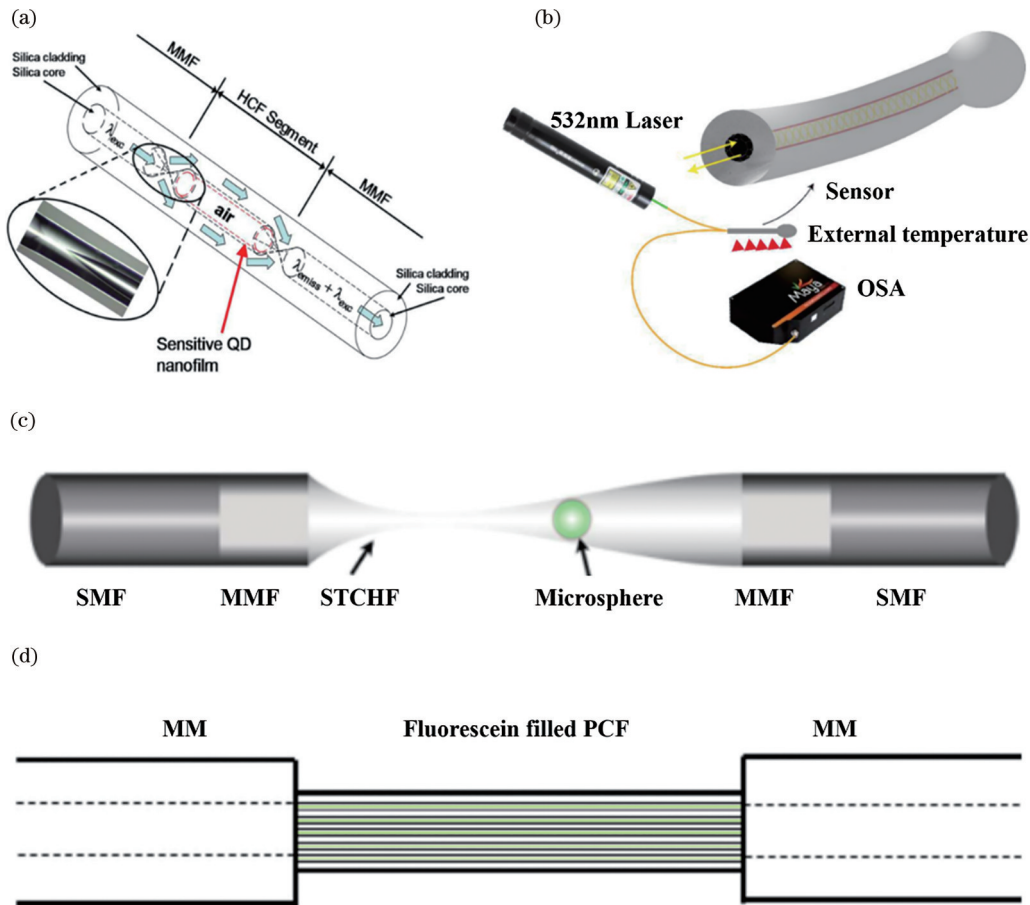 (a)
MMF
Silica cladding
Silica core
HCF Segment
λexc
MMF
air
λemiss + λexc
Silica cladding
Silica core
Sensitive QD
nanofilm
(b)
532nm Laser
Sensor
External temperature
OSA
Maya
(c)
SMF
MMF
STCHF
Microsphere
MMF
SMF
(d)
MM
Fluorescein filled PCF
MM